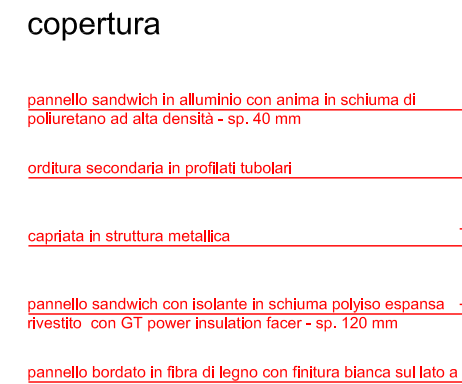 copertura
pannello sandwich in alluminio con anima in schiuma di
poliuretano ad alta densità - sp. 40 mm
orditura secondaria in profilati tubolari
capriata in struttura metallica
pannello sandwich con isolante in schiuma polyiso espansa
rivestito con GT power insulation facer - sp. 120 mm
pannello bordato in fibra di legno con finitura bianca sul lato a